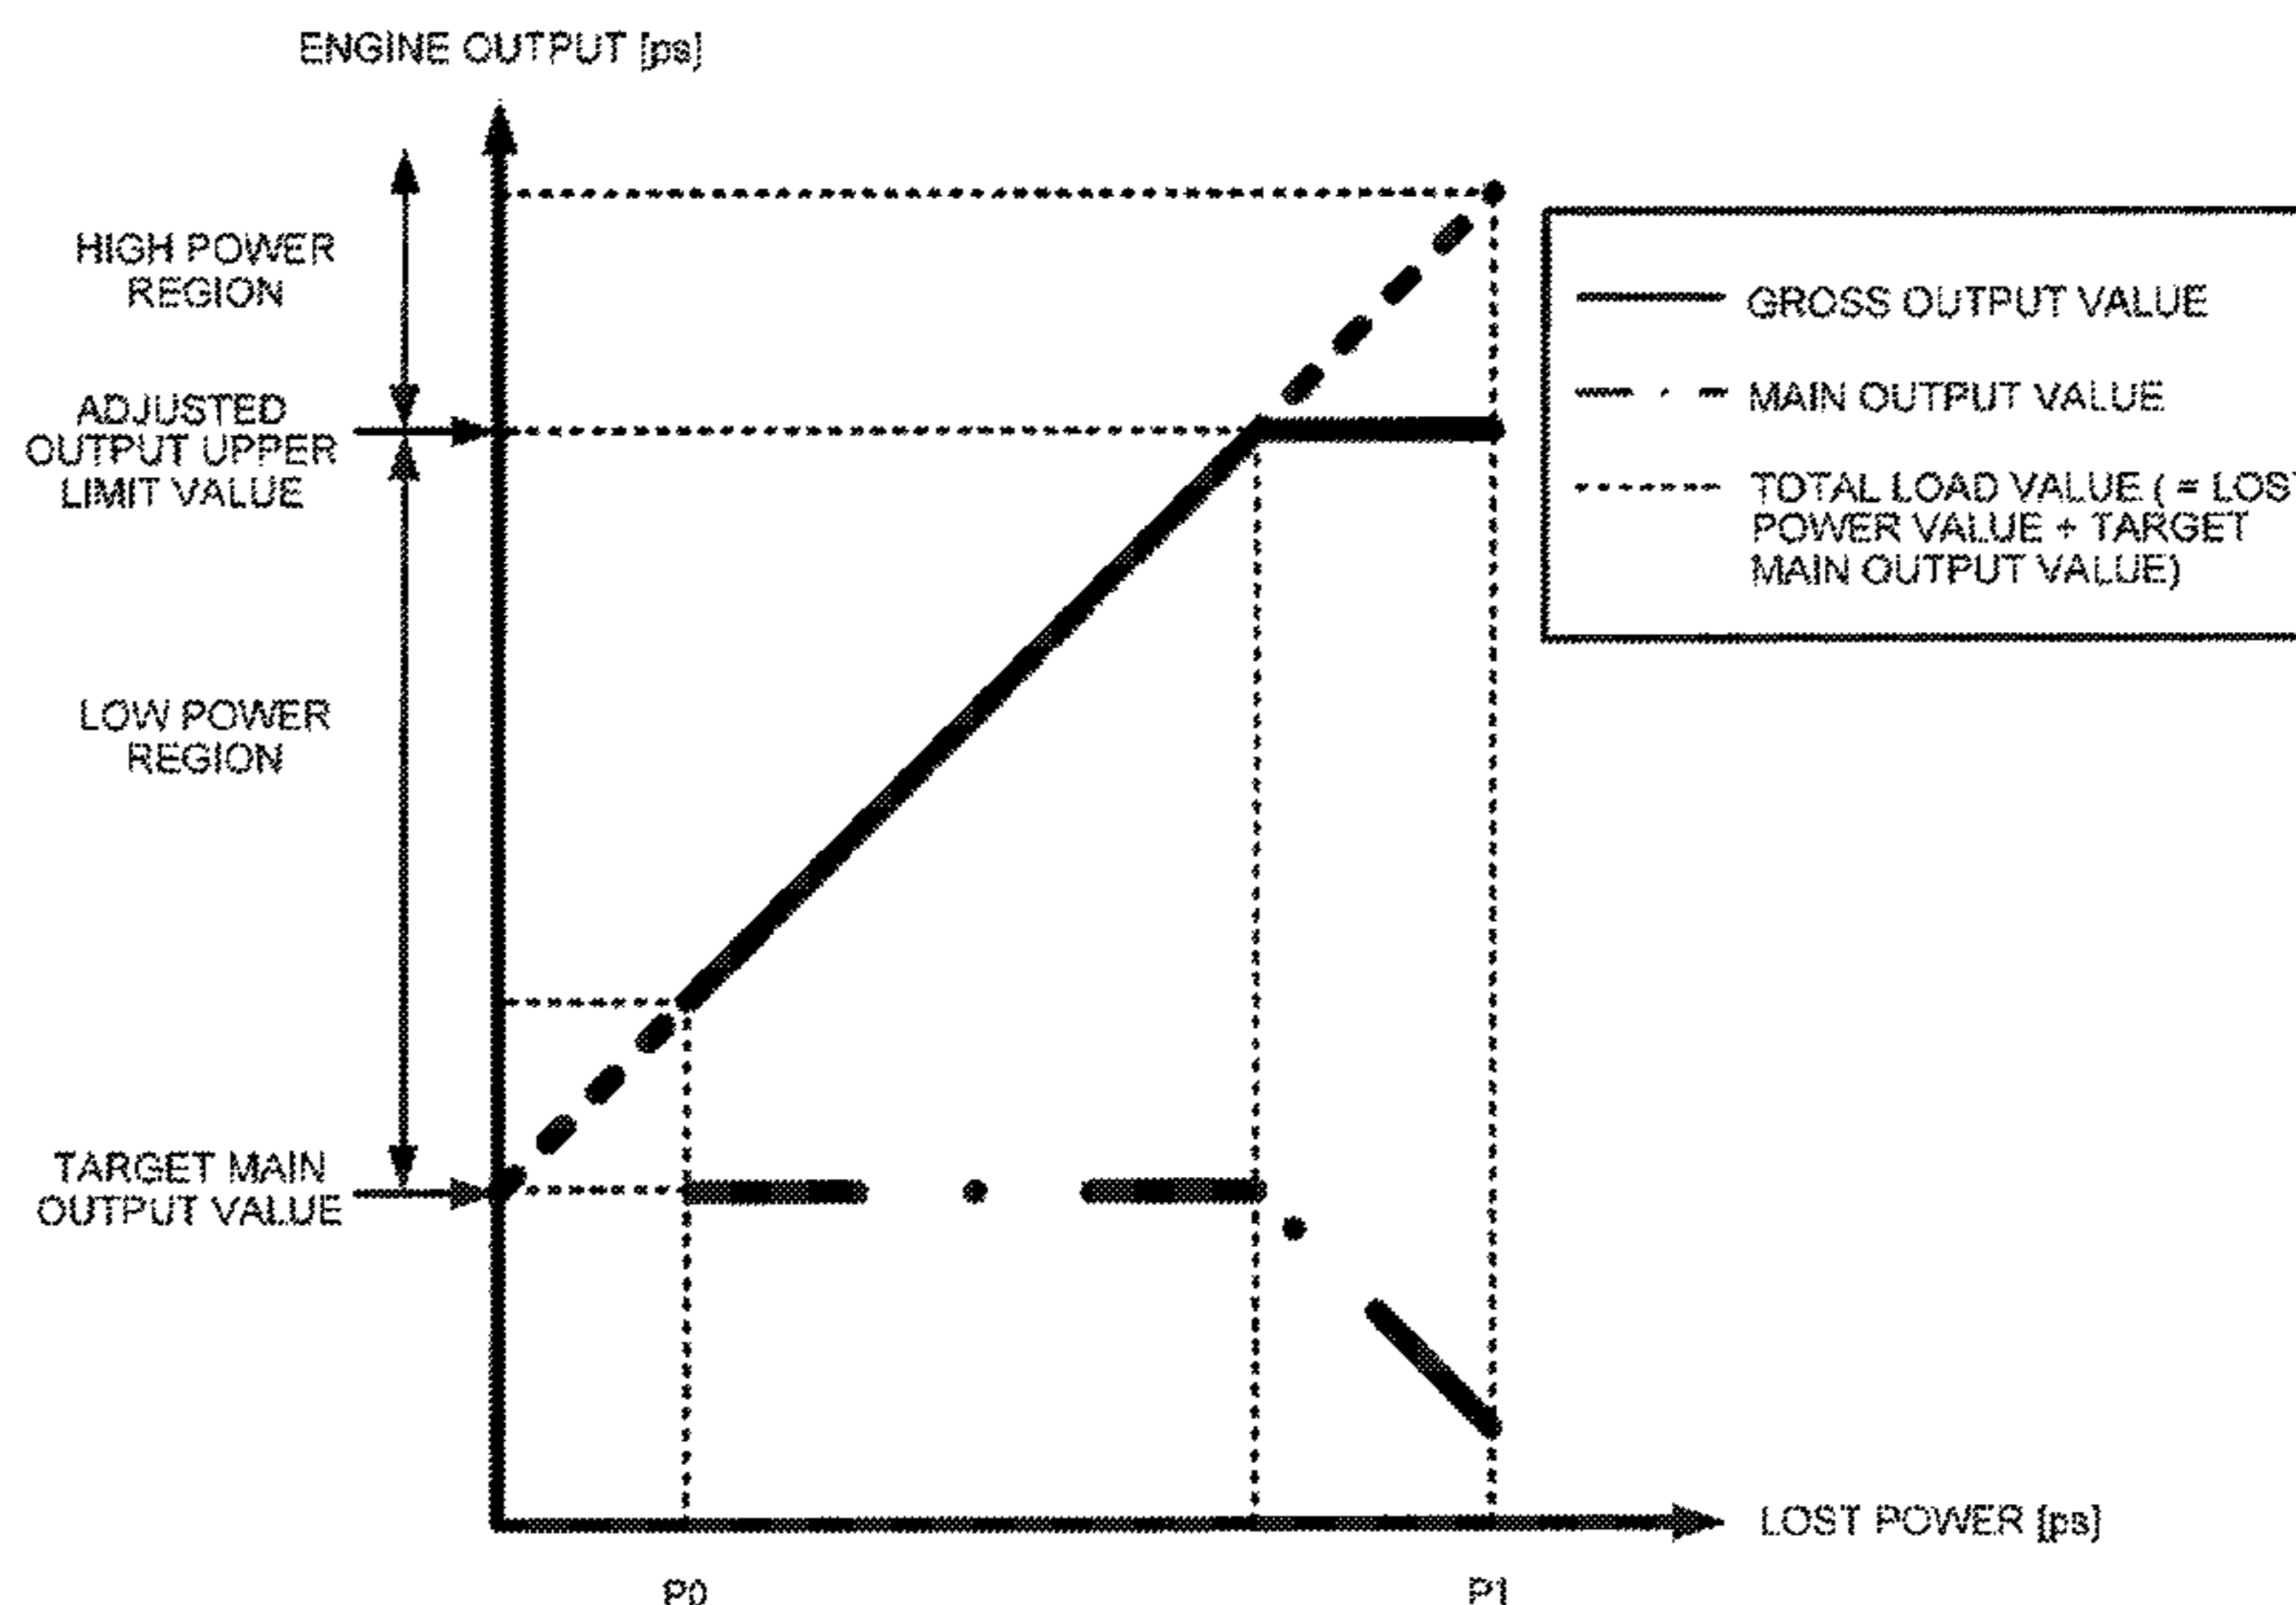 ENGINE OUTPUT [ps]
HIGH POWER
REGION
ADJUSTED
OUTPUT UPPER
LIMIT VALUE
LOW POWER
REGION
TARGET MAIN
OUTPUT VALUE
GROSS OUTPUT VALUE
MAIN OUTPUT VALUE
TOTAL LOAD VALUE ( = LOST
POWER VALUE + TARGET
MAIN OUTPUT VALUE)
LOST POWER [ps]
P0
P1